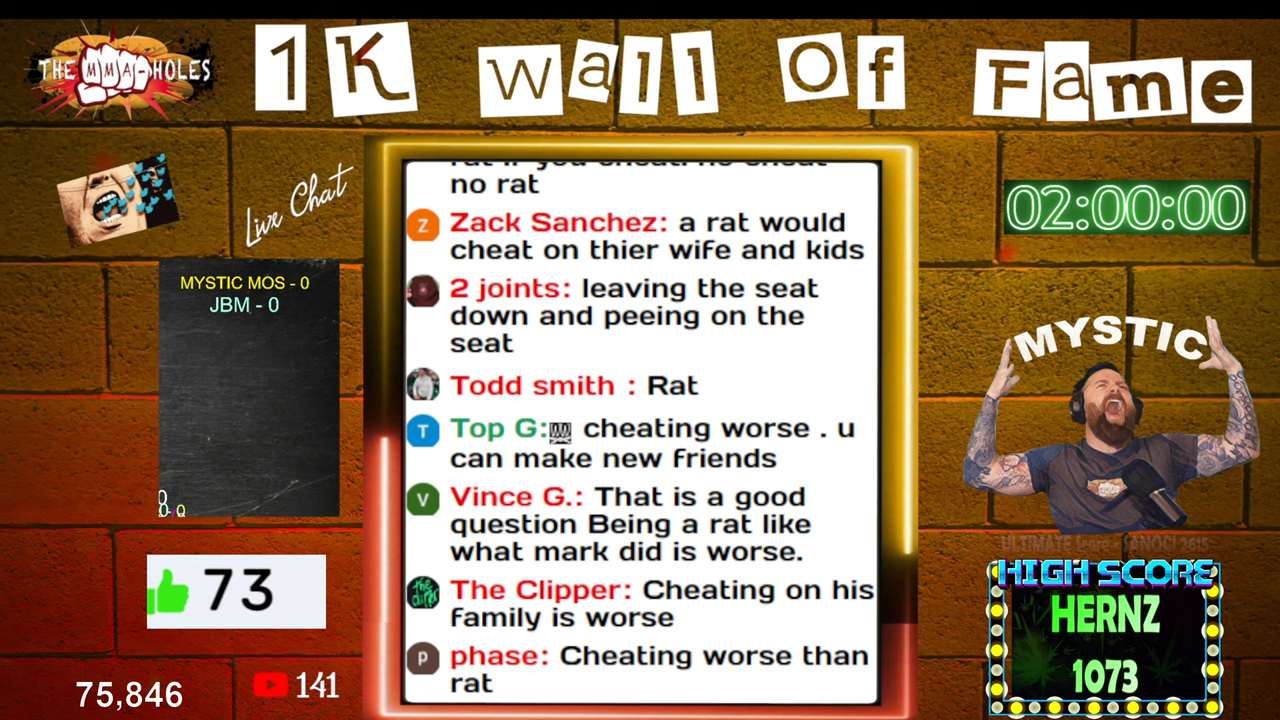 THE MMA-HOLES
1K Wall Of Fame
Live Chat
02:00:00
MYSTIC MOS - 0
JBM - 0
no rat
Zack Sanchez: a rat would
cheat on thier wife and kids
2 joints: leaving the seat
down and peeing on the
seat
Todd smith : Rat
Top G: cheating worse . u
can make new friends
Vince G.: That is a good
question Being a rat like
what mark did is worse.
The Clipper: Cheating on his
family is worse
phase: Cheating worse than
rat
73
75,846
141
MYSTIC
ULTIMATE Score - SANOCI 2615
HIGH SCORE
HERNZ
1073